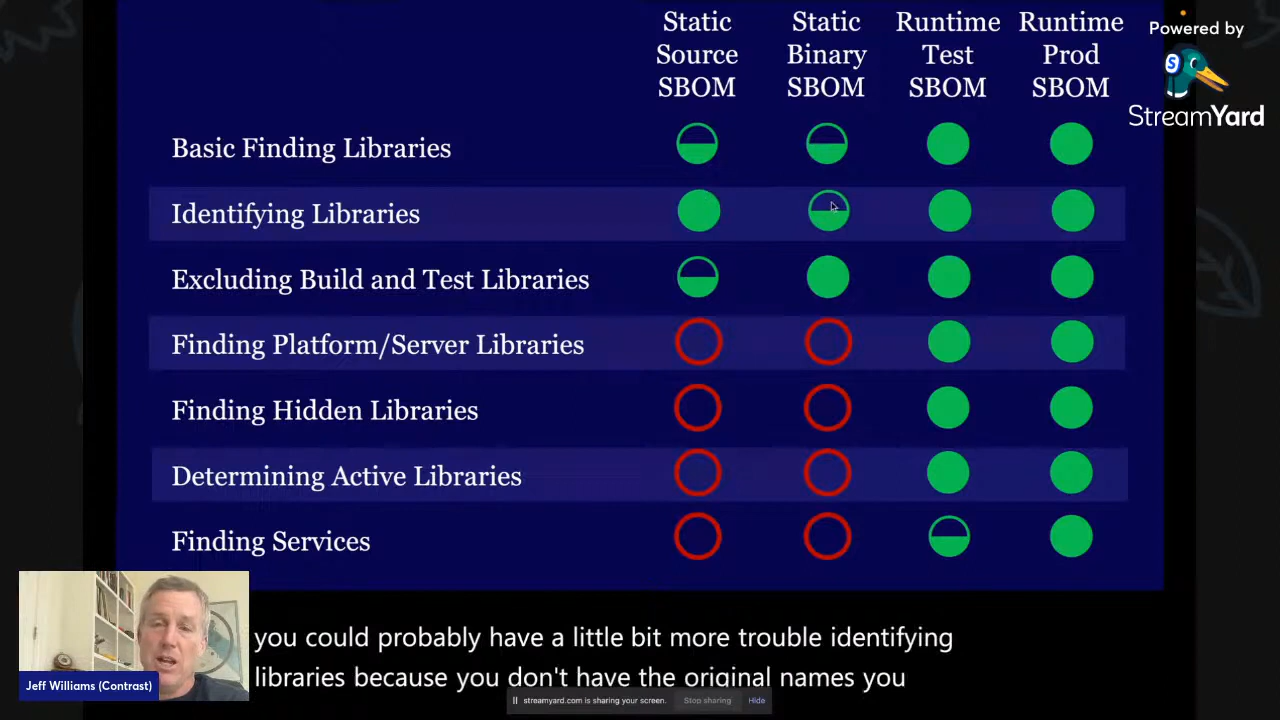 Static Source SBOM
Static Binary SBOM
Runtime Test SBOM
Runtime Prod SBOM
Powered by
S
StreamYard
Basic Finding Libraries
Identifying Libraries
Excluding Build and Test Libraries
Finding Platform/Server Libraries
Finding Hidden Libraries
Determining Active Libraries
Finding Services
you could probably have a little bit more trouble identifying
libraries because you don't have the original names you
Jeff Williams (Contrast)
streamyard.com is sharing your screen.
Stop sharing
Hide